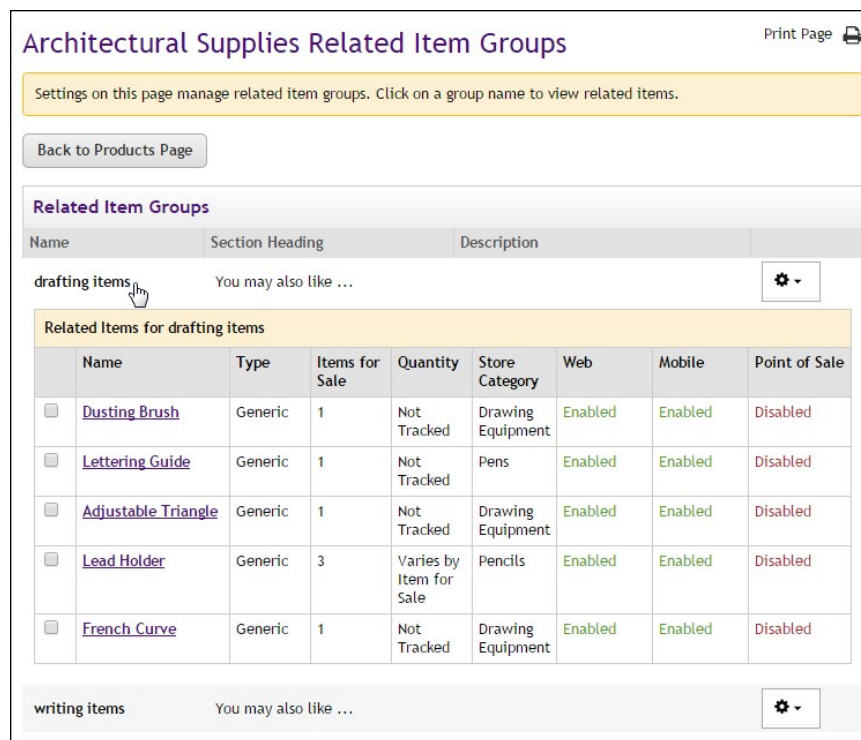 Architectural Supplies Related Item Groups
Print Page
Settings on this page manage related item groups. Click on a group name to view related items.
Back to Products Page
Related Item Groups
Name Section Heading Description
drafting items You may also like ...
Related Items for drafting items
Name Type Items for Sale Quantity Store Category Web Mobile Point of Sale
Dusting Brush Generic 1 Not Tracked Drawing Equipment Enabled Enabled Disabled
Lettering Guide Generic 1 Not Tracked Pens Enabled Enabled Disabled
Adjustable Triangle Generic 1 Not Tracked Drawing Equipment Enabled Enabled Disabled
Lead Holder Generic 3 Varies by Item for Sale Pencils Enabled Enabled Disabled
French Curve Generic 1 Not Tracked Drawing Equipment Enabled Enabled Disabled
writing items You may also like ...